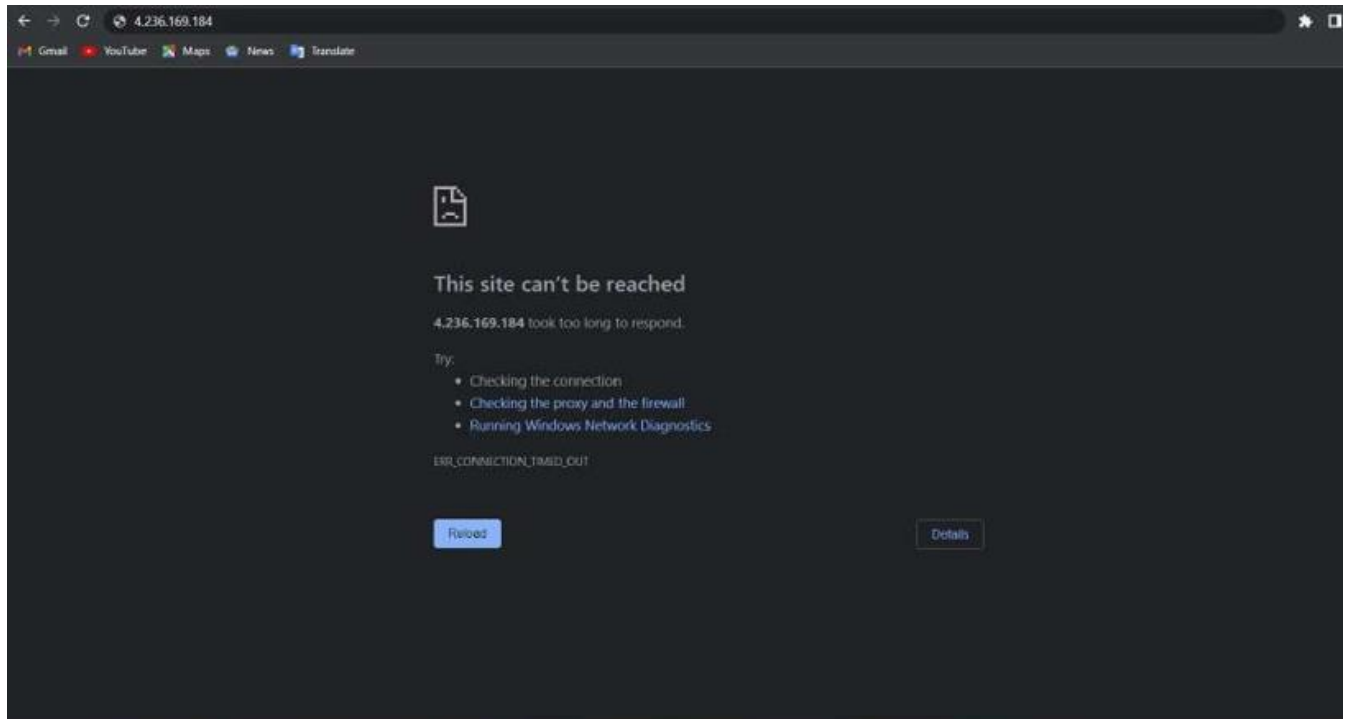 4.236.169.184
Gmail YouTube Maps News Translate
This site can't be reached
4.236.169.184 took too long to respond.
Try:
• Checking the connection
• Checking the proxy and the firewall
• Running Windows Network Diagnostics
ERR_CONNECTION_TIMED_OUT
Reload Details